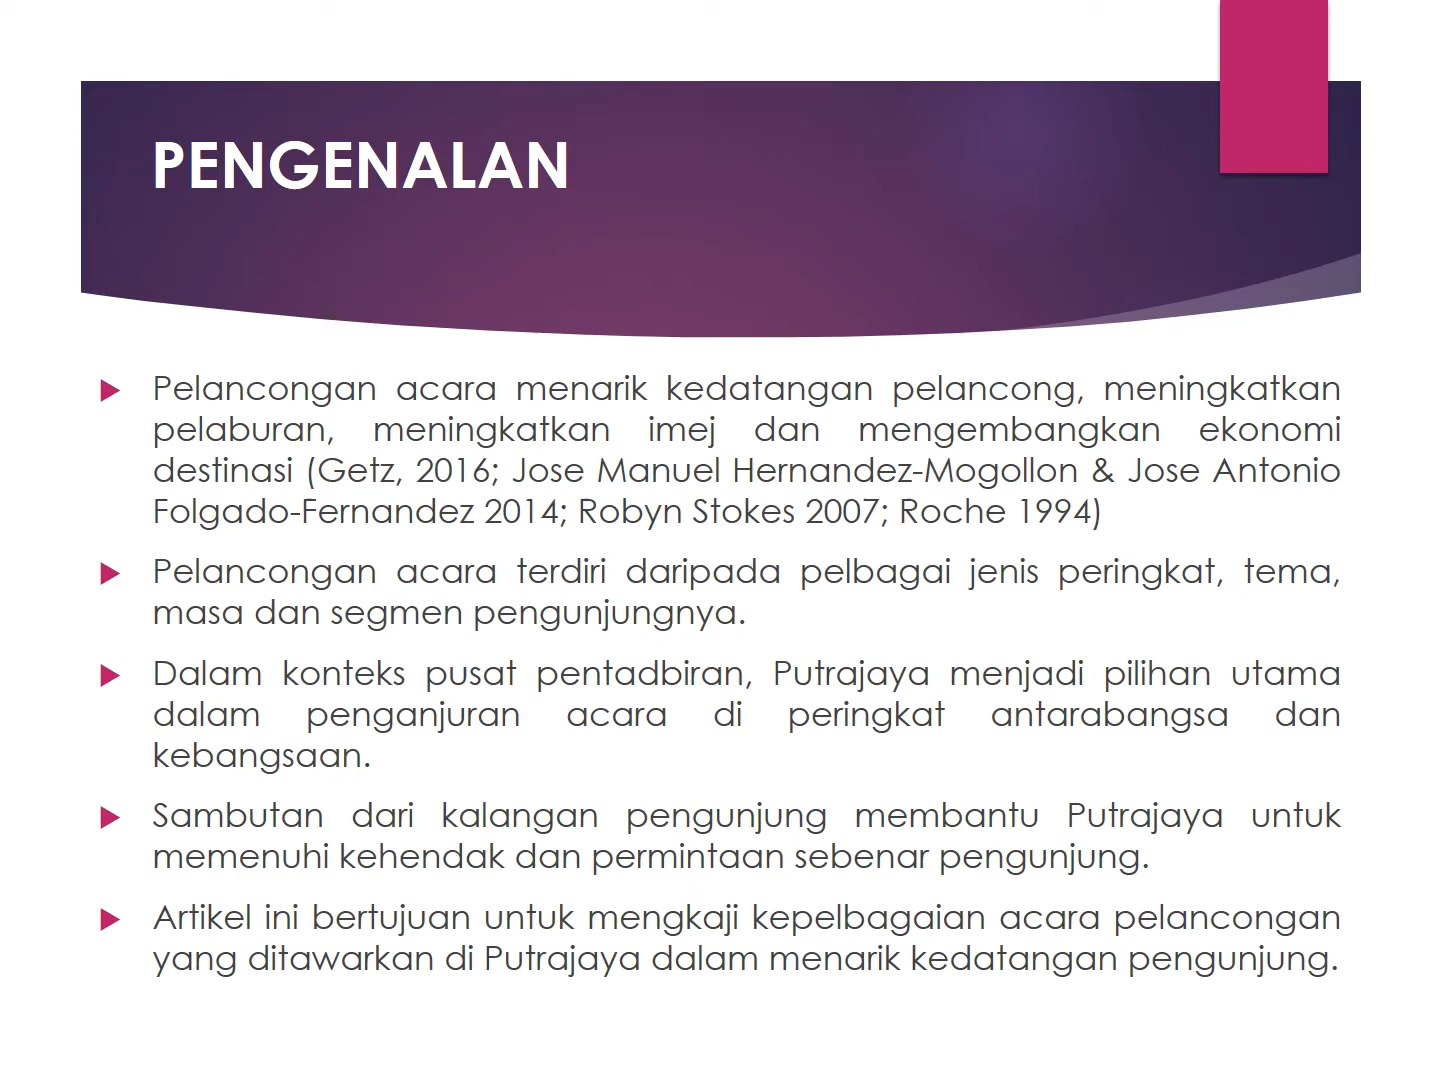 PENGENALAN
Pelancongan acara menarik kedatangan pelancong, meningkatkan
pelaburan, meningkatkan imej dan mengembangkan ekonomi
destinasi (Getz, 2016; Jose Manuel Hernandez-Mogollon & Jose Antonio
Folgado-Fernandez 2014; Robyn Stokes 2007; Roche 1994)
Pelancongan acara terdiri daripada pelbagai jenis peringkat, tema,
masa dan segmen pengunjungnya.
Dalam konteks pusat pentadbiran, Putrajaya menjadi pilihan utama
dalam penganjuran acara di peringkat antarabangsa dan
kebangsaan.
Sambutan dari kalangan pengunjung membantu Putrajaya untuk
memenuhi kehendak dan permintaan sebenar pengunjung.
Artikel ini bertujuan untuk mengkaji kepelbagaian acara pelancongan
yang ditawarkan di Putrajaya dalam menarik kedatangan pengunjung.